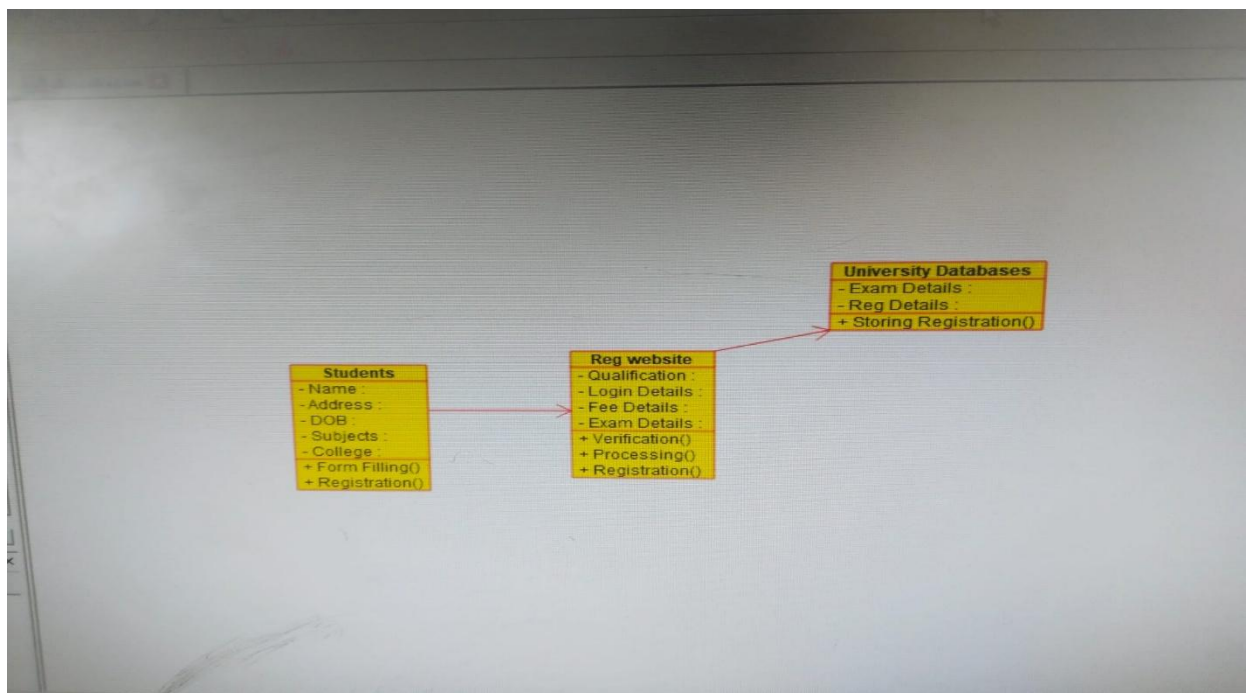 Students
- Name :
- Address :
- DOB :
- Subjects :
- College :
+ Form Filling()
+ Registration()
Reg website
- Qualification :
- Login Details :
- Fee Details :
- Exam Details :
+ Verification()
+ Processing()
+ Registration()
University Databases
- Exam Details :
- Reg Details :
+ Storing Registration()